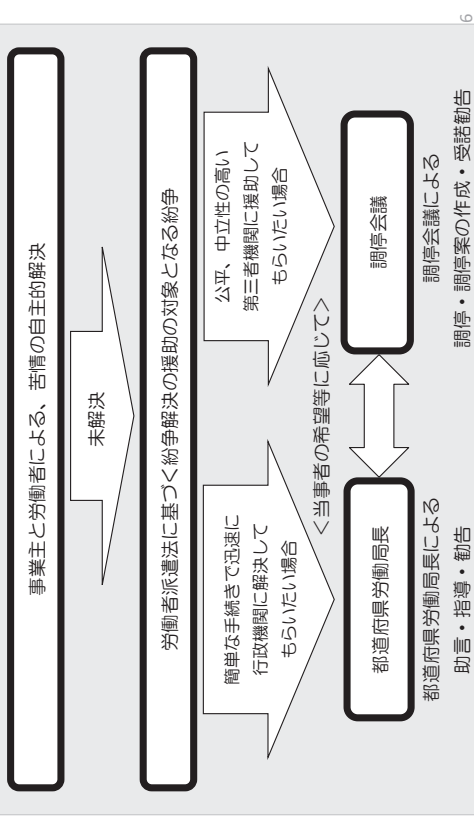 事業主と労働者による、苦情の自主的解決
未解決
労働者派遣法に基づく紛争解決の援助の対象となる紛争
簡単な手続きで迅速に
行政機関に解決して
もらいたい場合
公平、中立性の高い
第三者機関に援助して
もらいたい場合
<当事者の希望等に応じて>
都道府県労働局長
調停会議
都道府県労働局長による
助言・指導・勧告
調停会議による
調停・調停案の作成・受諾勧告
6